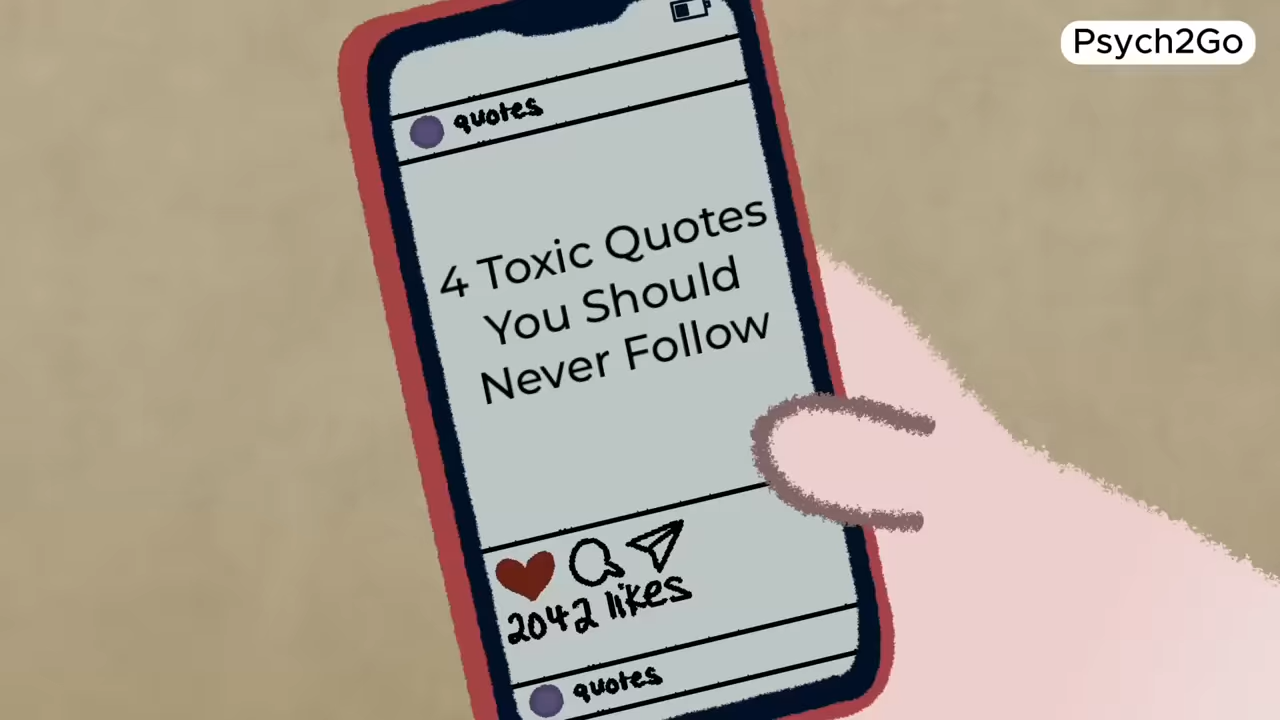 Psych2Go
quotes
4 Toxic Quotes
You Should
Never Follow
2042 likes
quotes